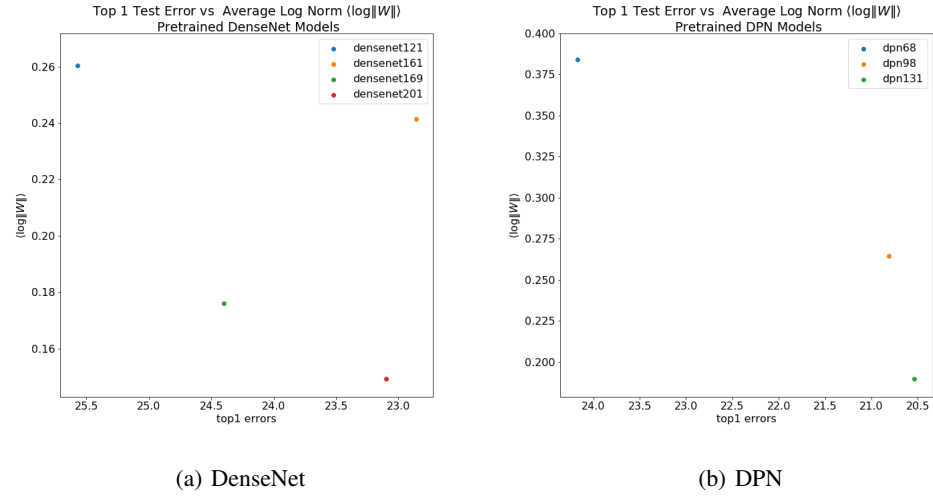 Top 1 Test Error vs Average Log Norm ⟨log∥W∥⟩
Pretrained DenseNet Models
densenet121
densenet161
densenet169
densenet201
0.26
0.24
0.22
0.20
0.18
0.16
⟨log∥W∥⟩
25.5 25.0 24.5 24.0 23.5 23.0
top1 errors
(a) DenseNet
Top 1 Test Error vs Average Log Norm ⟨log∥W∥⟩
Pretrained DPN Models
dpn68
dpn98
dpn131
0.400
0.375
0.350
0.325
0.300
0.275
0.250
0.225
0.200
⟨log∥W∥⟩
24.0 23.5 23.0 22.5 22.0 21.5 21.0 20.5
top1 errors
(b) DPN